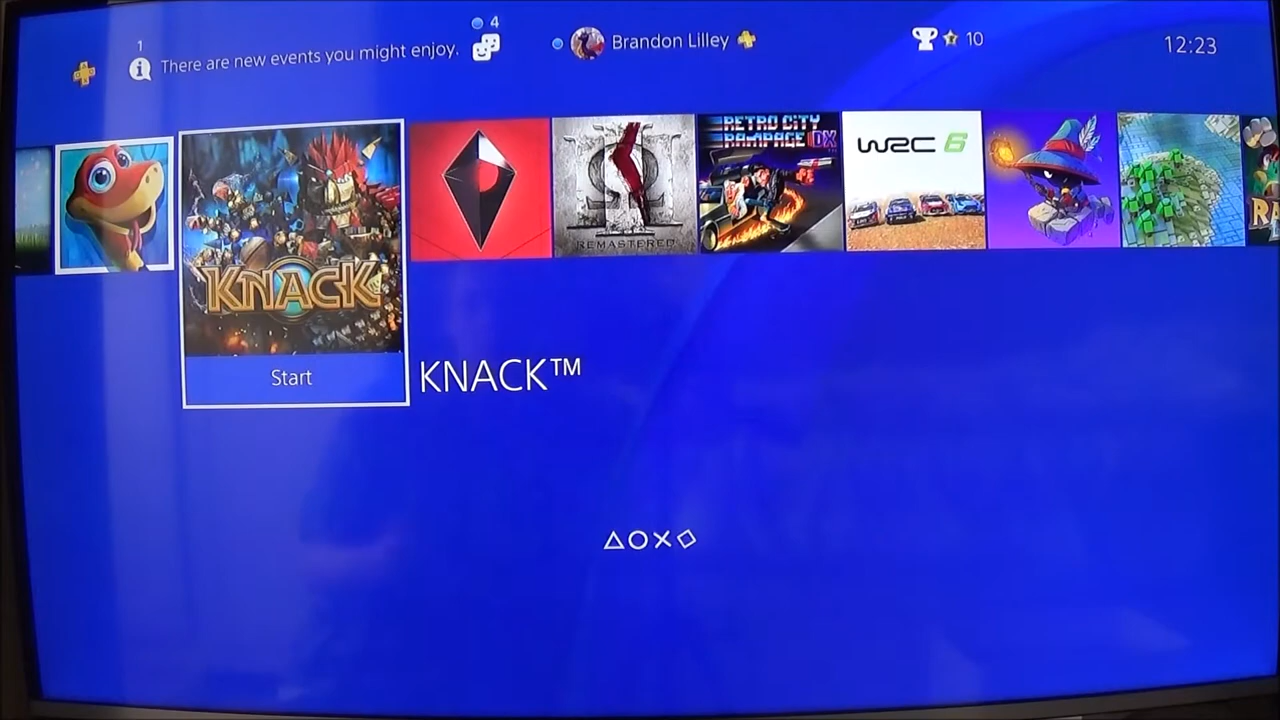 1
There are new events you might enjoy.
4
Brandon Lilley
10
12:23
KNACK
REMASTERED
RETRO CITY
RAMPAGE DX
WRC 6
Start
KNACK™